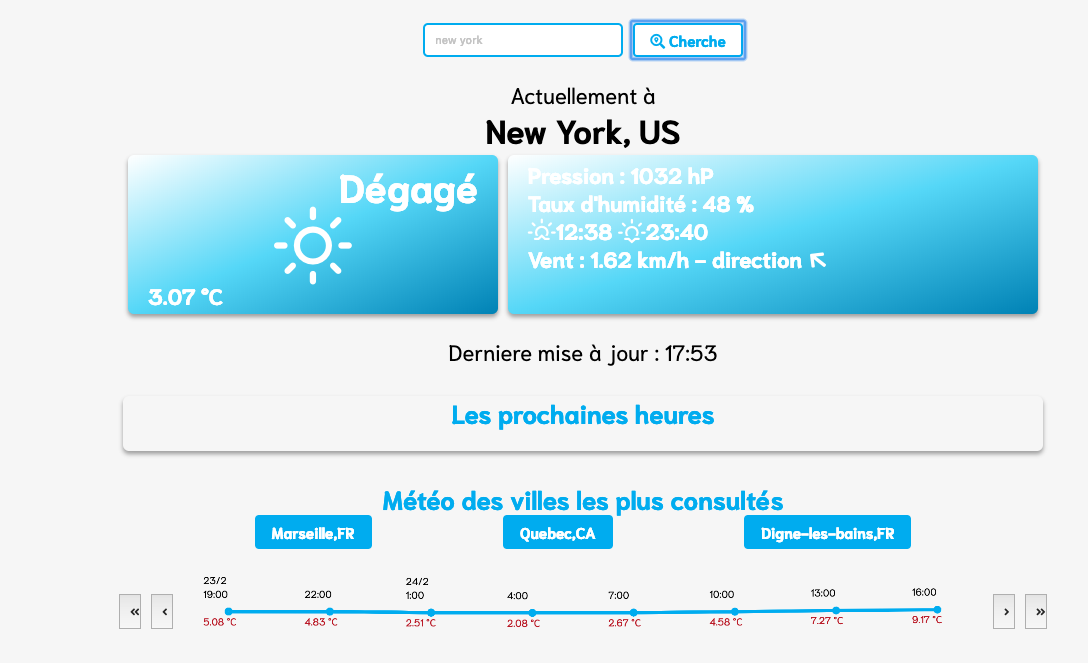 new york
Cherche
Actuellement à
New York, US
Dégagé
3.07 °C
Pression : 1032 hP
Taux d'humidité : 48 %
12:38 23:40
Vent : 1.62 km/h - direction
Derniere mise à jour : 17:53
Les prochaines heures
Météo des villes les plus consultés
Marseille,FR Quebec,CA Digne-les-bains,FR
23/2 24/2
19:00 22:00 1:00 4:00 7:00 10:00 13:00 16:00
« ‹ › »
5.08 °C 4.83 °C 2.51 °C 2.08 °C 2.67 °C 4.58 °C 7.27 °C 9.17 °C